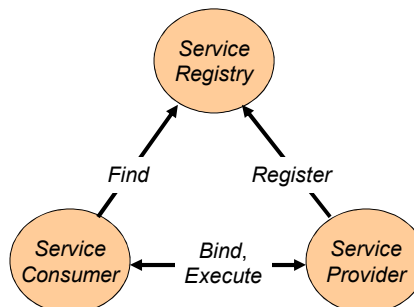 Service
Registry
Find
Register
Service
Consumer
Bind,
Execute
Service
Provider